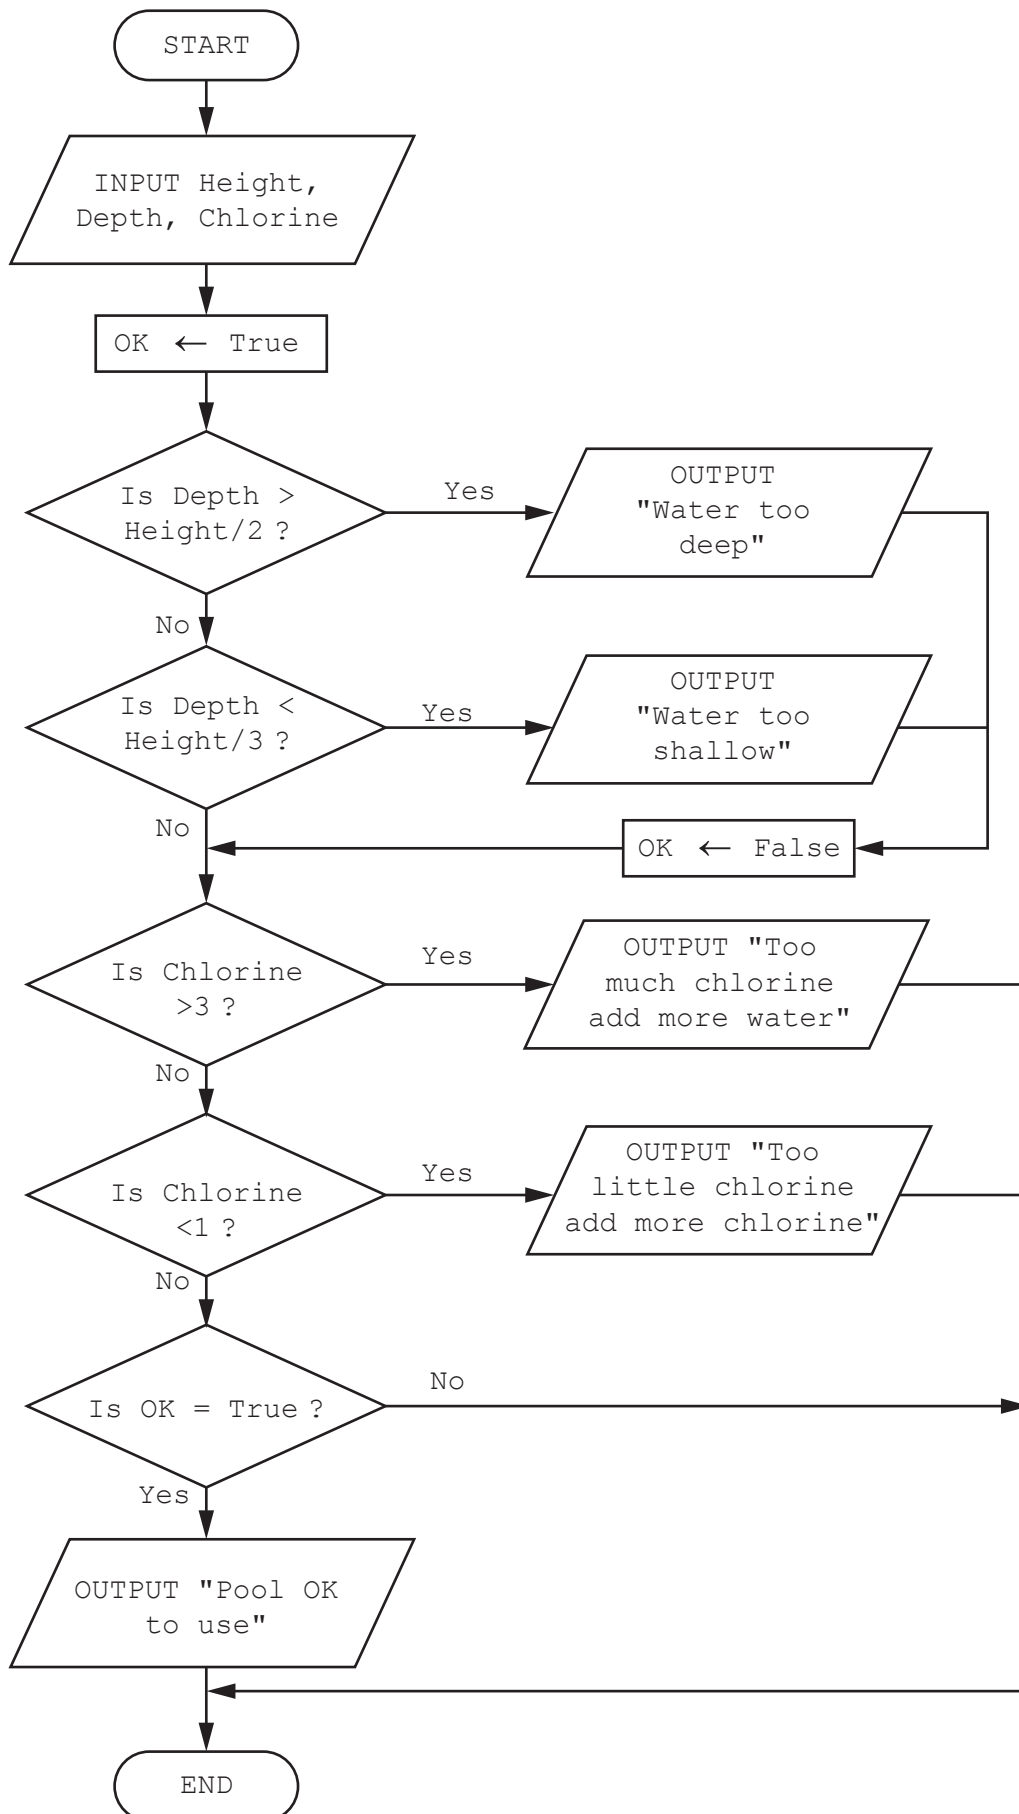 START
INPUT Height,
Depth, Chlorine
OK ← True
Is Depth >
Height/2 ?
Yes
OUTPUT
"Water too
deep"
No
Is Depth <
Height/3 ?
Yes
OUTPUT
"Water too
shallow"
No
OK ← False
Is Chlorine
>3 ?
Yes
OUTPUT "Too
much chlorine
add more water"
No
Is Chlorine
<1 ?
Yes
OUTPUT "Too
little chlorine
add more chlorine"
No
Is OK = True ?
No
Yes
OUTPUT "Pool OK
to use"
END